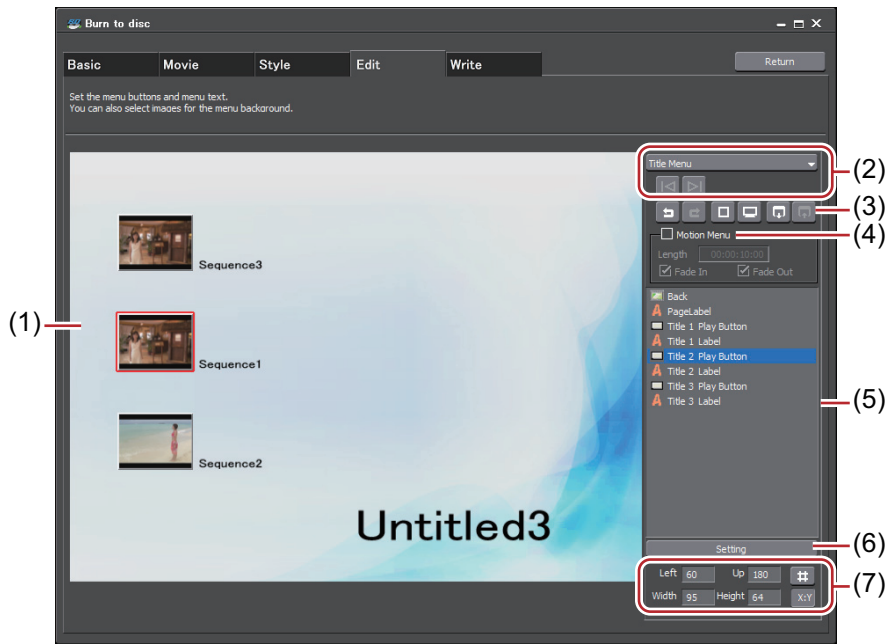 Burn to disc
Basic Movie Style Edit Write Return
Set the menu buttons and menu text.
You can also select images for the menu background.
Title Menu
(2)
(3)
Motion Menu
(4)
Length 00:00:10:00
Fade In Fade Out
Sequence3
Back
PageLabel
(1)
Title 1 Play Button
Title 1 Label
Title 2 Play Button
Sequence1
Title 2 Label
Title 3 Play Button
Title 3 Label
(5)
Sequence2
Untitled3
Setting
(6)
Left 60 Up 180
(7)
Width 95 Height 64 X:Y